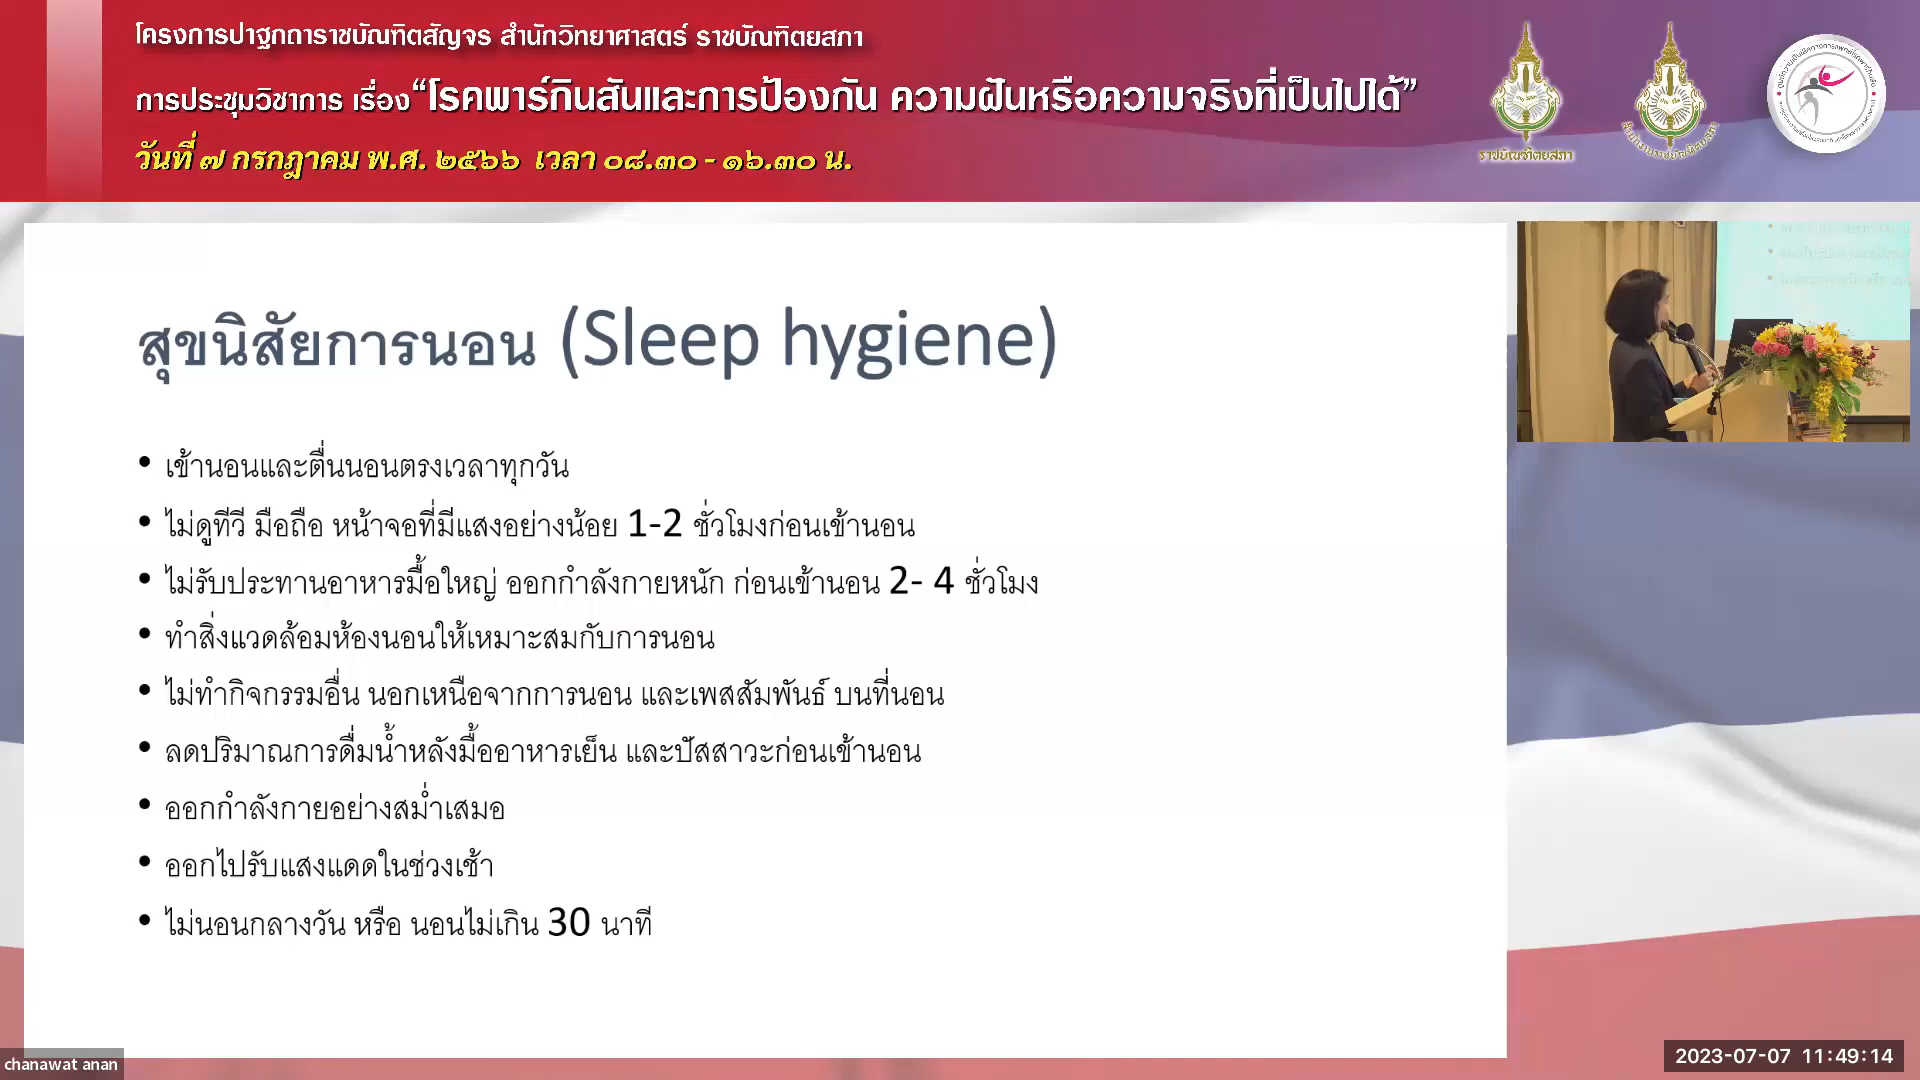 โครงการปาฐกถาราชบัณฑิตสัญจร สำนักวิทยาศาสตร์ ราชบัณฑิตยสภา
การประชุมวิชาการ เรื่อง “โรคพาร์กินสันและการป้องกัน ความฝันหรือความจริงที่เป็นไปได้”
วันที่ ๗ กรกฎาคม พ.ศ. ๒๕๖๖ เวลา ๐๘.๓๐ - ๑๖.๓๐ น.
ราชบัณฑิตยสภา
สำนักงานราชบัณฑิตยสภา
สุขนิสัยการนอน (Sleep hygiene)
• เข้านอนและตื่นนอนตรงเวลาทุกวัน
• ไม่ดูทีวี มือถือ หน้าจอที่มีแสงอย่างน้อย 1-2 ชั่วโมงก่อนเข้านอน
• ไม่รับประทานอาหารมื้อใหญ่ ออกกำลังกายหนัก ก่อนเข้านอน 2- 4 ชั่วโมง
• ทำสิ่งแวดล้อมห้องนอนให้เหมาะสมกับการนอน
• ไม่ทำกิจกรรมอื่น นอกเหนือจากการนอน และเพสสัมพันธ์ บนที่นอน
• ลดปริมาณการดื่มน้ำหลังมื้ออาหารเย็น และปัสสาวะก่อนเข้านอน
• ออกกำลังกายอย่างสม่ำเสมอ
• ออกไปรับแสงแดดในช่วงเช้า
• ไม่นอนกลางวัน หรือ นอนไม่เกิน 30 นาที
chanawat anan
2023-07-07 11:49:14